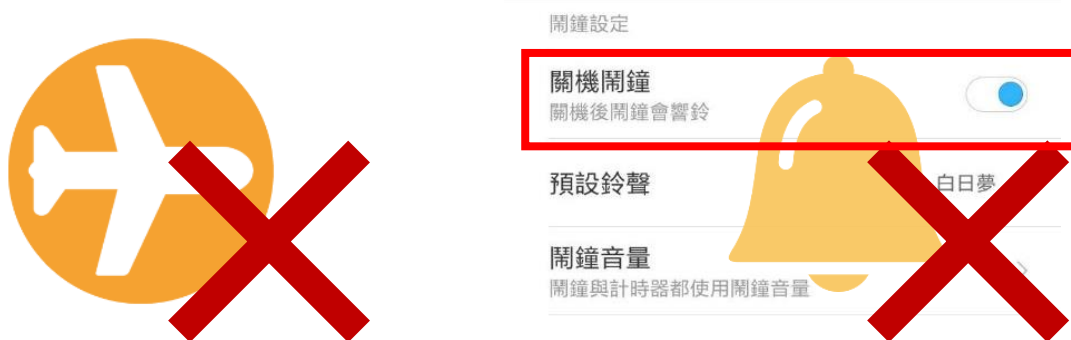 鬧鐘設定
關機鬧鐘
關機後鬧鐘會響鈴
預設鈴聲
白日夢
鬧鐘音量
鬧鐘與計時器都使用鬧鐘音量